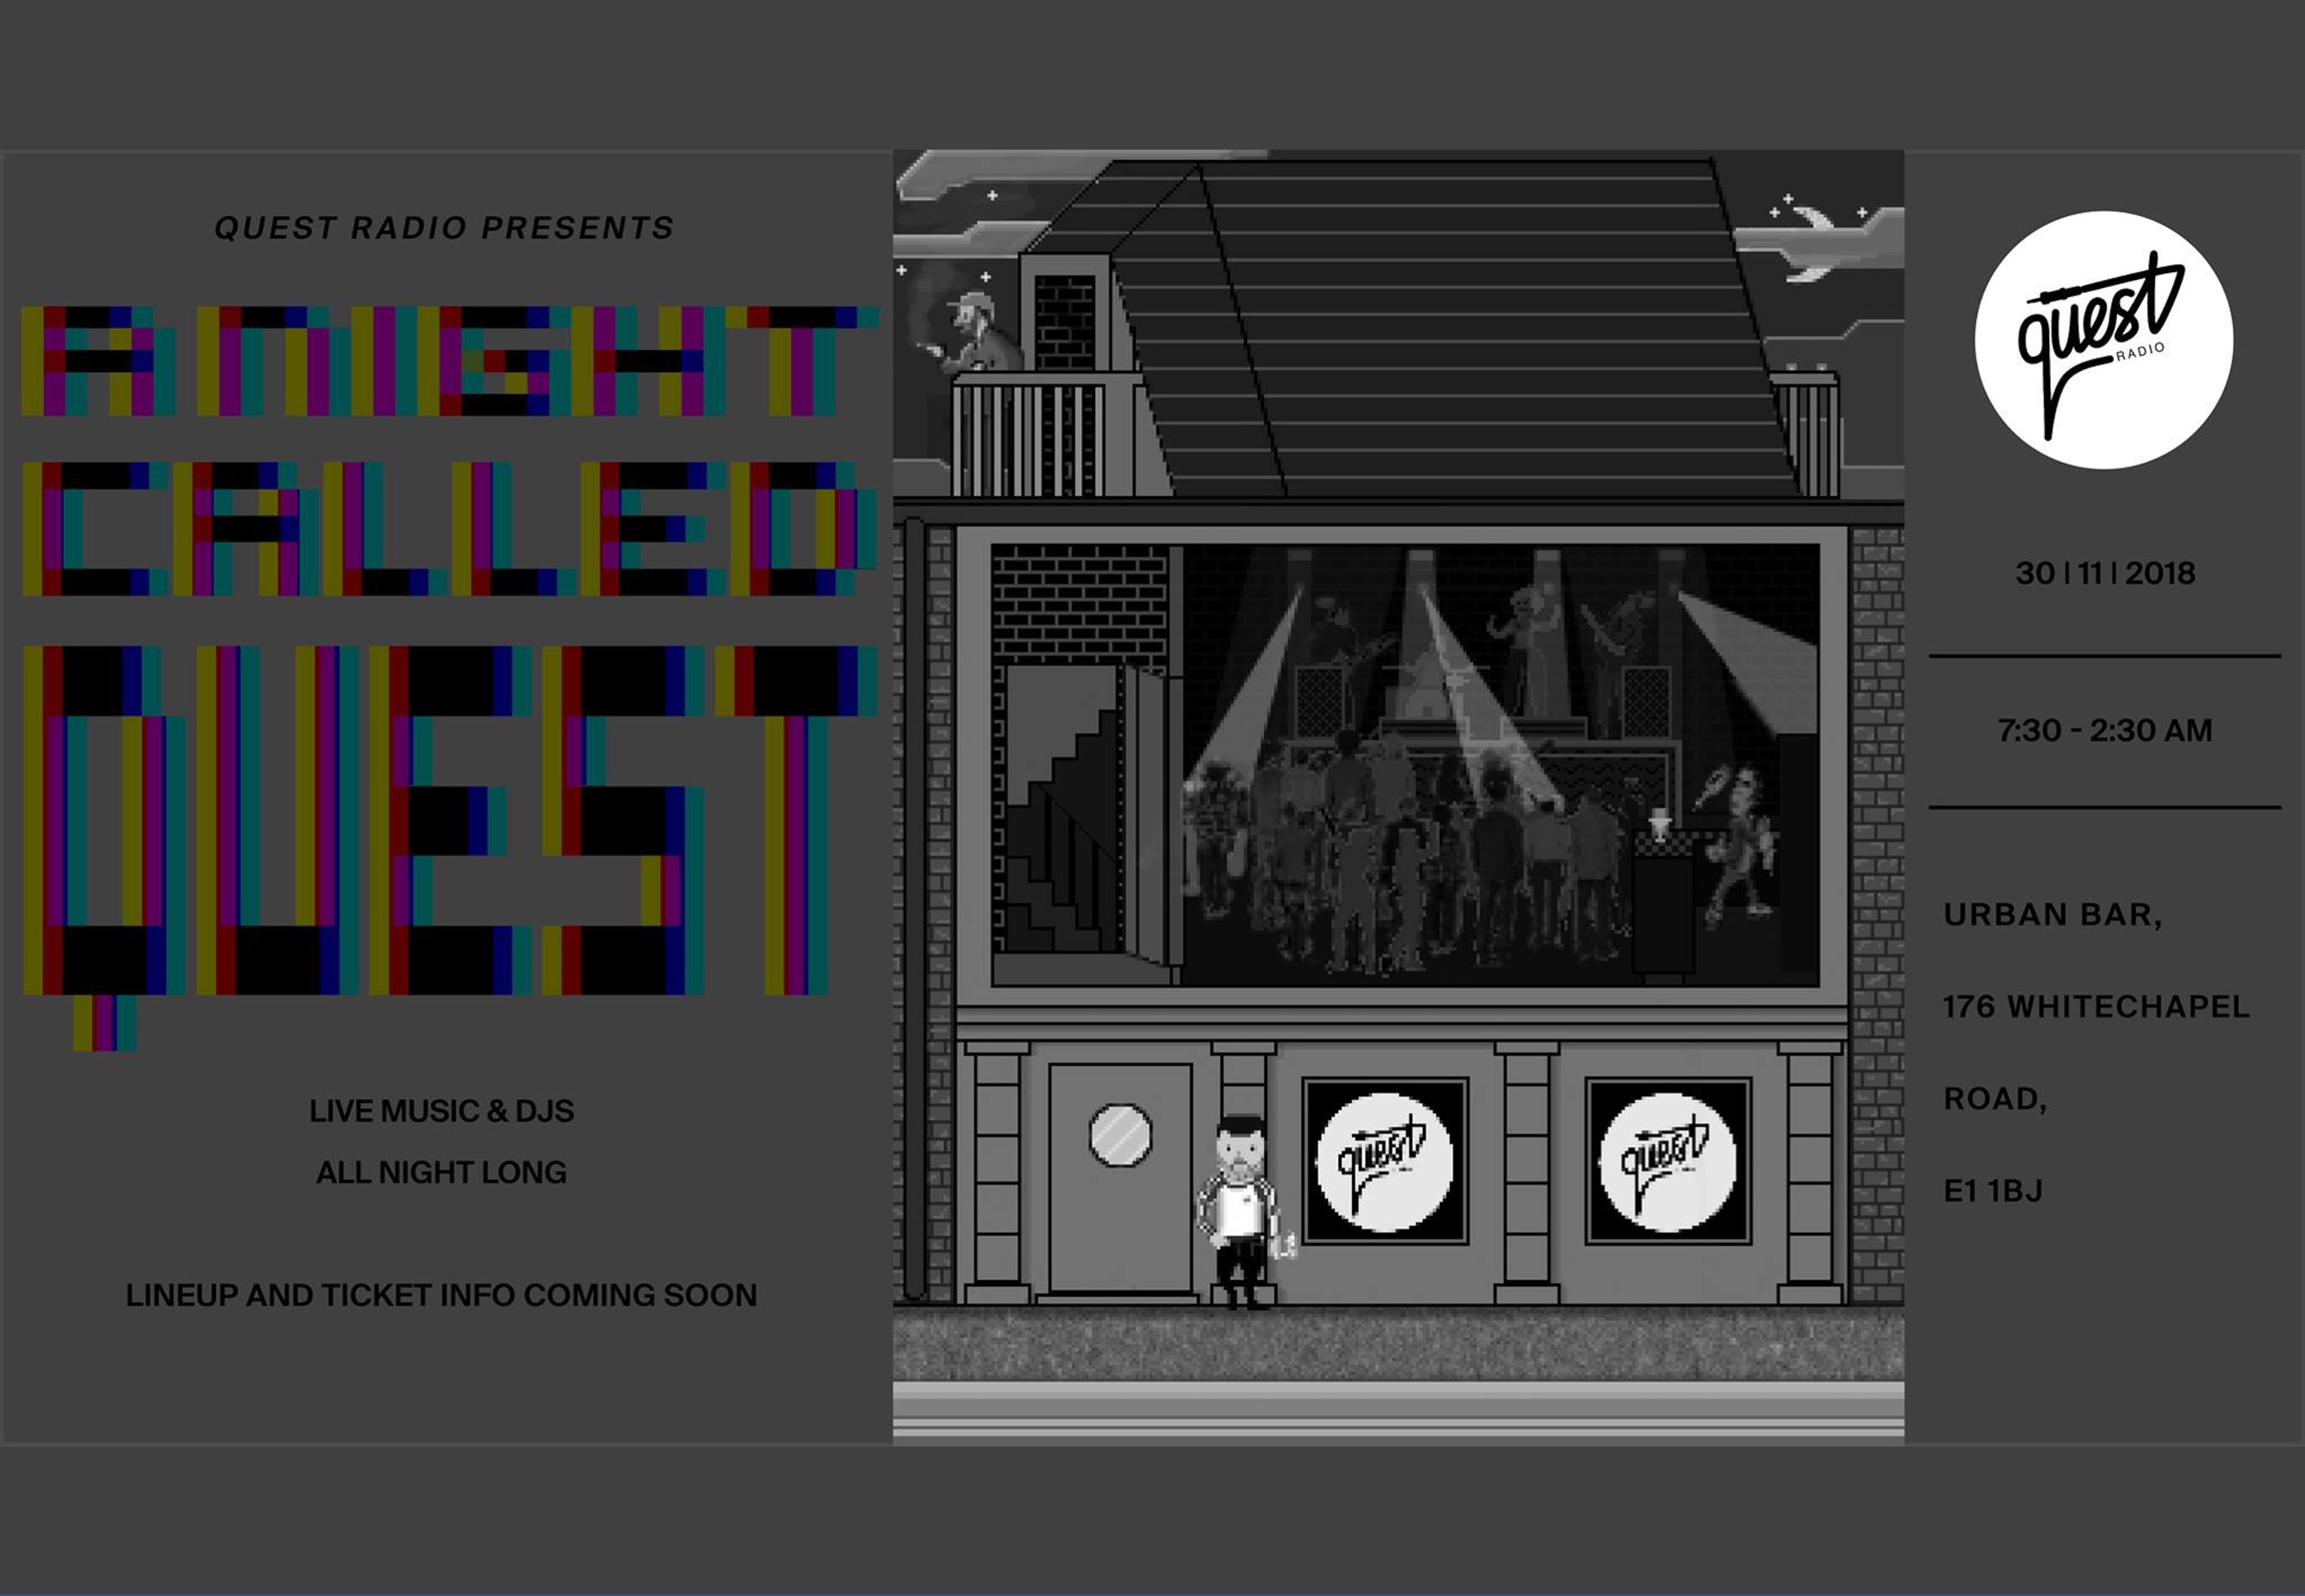 QUEST RADIO PRESENTS
A NIGHT
CALLED
QUEST
LIVE MUSIC & DJS
ALL NIGHT LONG
LINEUP AND TICKET INFO COMING SOON
quest
quest
quest
RADIO
30 | 11 | 2018
7:30 - 2:30 AM
URBAN BAR,
176 WHITECHAPEL
ROAD,
E1 1BJ